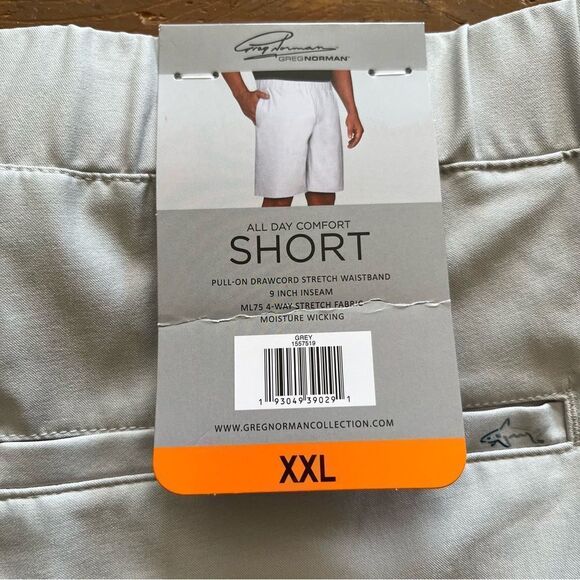 Greg Norman
GREGNORMAN™
ALL DAY COMFORT
SHORT
PULL-ON DRAWCORD STRETCH WAISTBAND
9 INCH INSEAM
ML75 4-WAY STRETCH FABRIC
MOISTURE WICKING
GREY
1557519
1 93049 39029 1
WWW.GREGNORMANCOLLECTION.COM
XXL